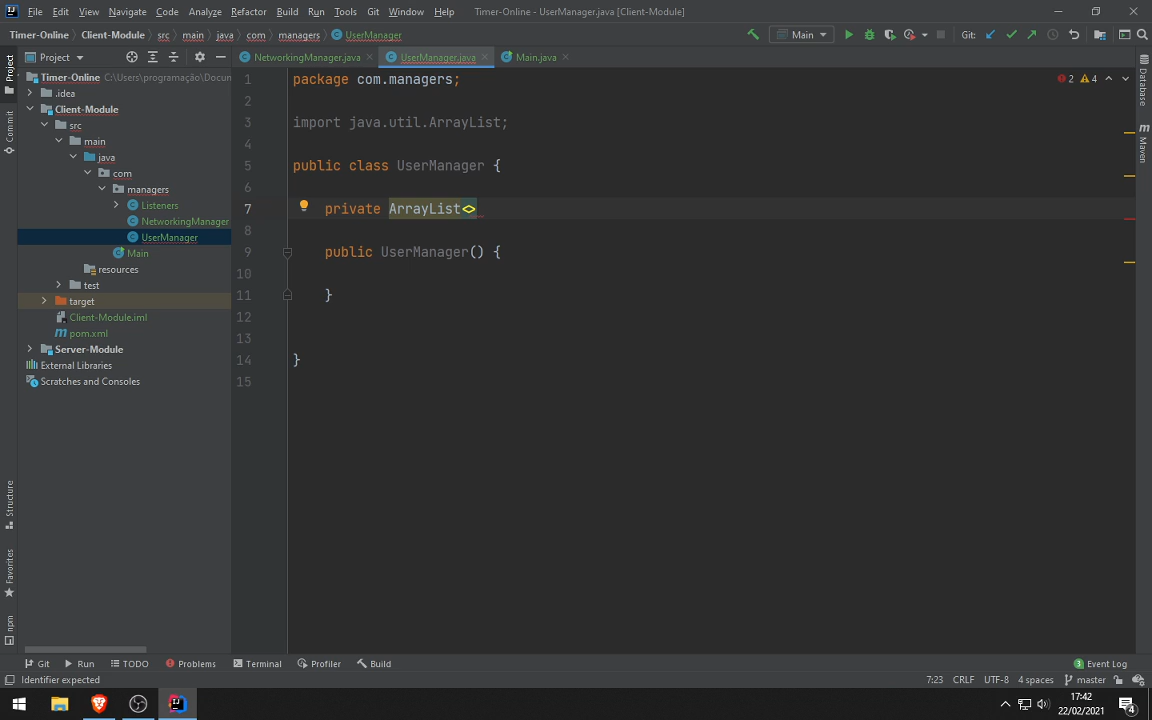 File Edit View Navigate Code Analyze Refactor Build Run Tools Git Window Help Timer-Online - UserManager.java [Client-Module]
Timer-Online Client-Module src main java com managers UserManager Main Git:
Project NetworkingManager.java UserManager.java Main.java
Project
Commit
Structure
Favorites
npm
Database
Maven
Timer-Online C:\Users\programação\Docun
.idea
Client-Module
src
main
java
com
managers
Listeners
NetworkingManager
UserManager
Main
resources
test
target
Client-Module.iml
pom.xml
Server-Module
External Libraries
Scratches and Consoles
2 4
1 package com.managers;
2
3 import java.util.ArrayList;
4
5 public class UserManager {
6
7 private ArrayList<>
8
9 public UserManager() {
10
11 }
12
13
14 }
15
Git Run TODO Problems Terminal Profiler Build 3 Event Log
Identifier expected 7:23 CRLF UTF-8 4 spaces master
17:42
22/02/2021
4